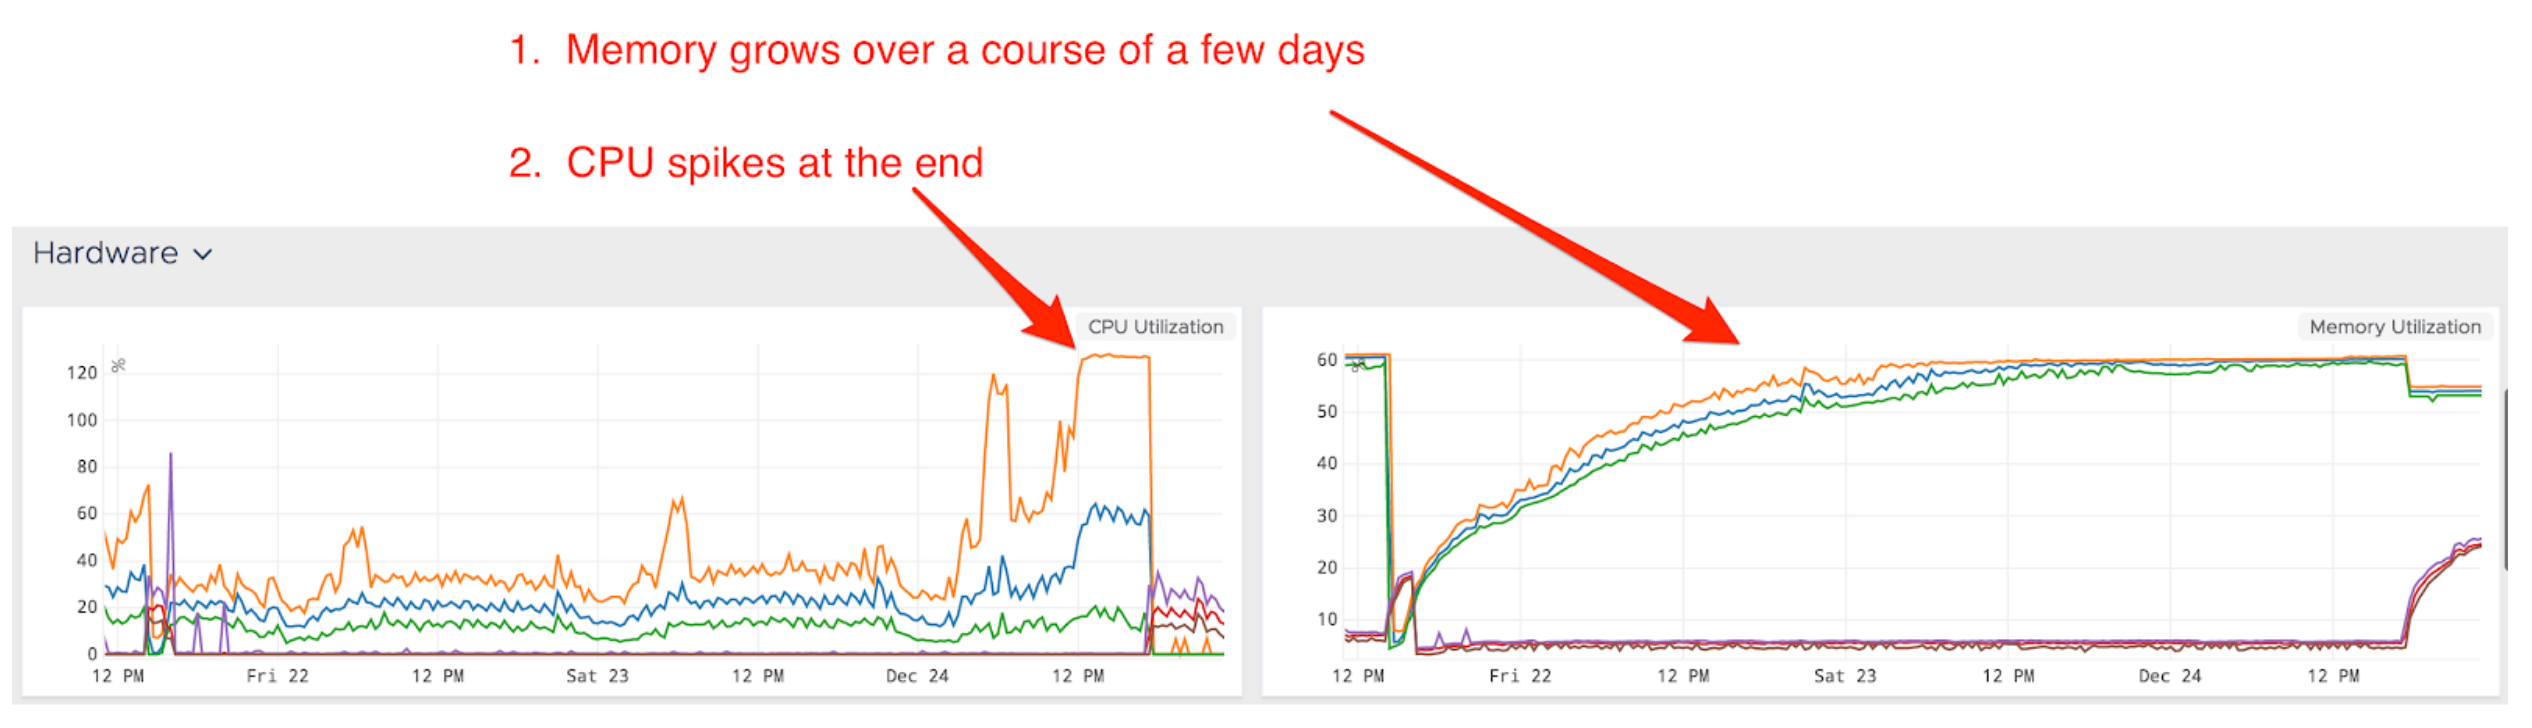 1. Memory grows over a course of a few days
2. CPU spikes at the end
Hardware
CPU Utilization
%
120
100
80
60
40
20
0
12 PM Fri 22 12 PM Sat 23 12 PM Dec 24 12 PM
Memory Utilization
%
60
50
40
30
20
10
12 PM Fri 22 12 PM Sat 23 12 PM Dec 24 12 PM